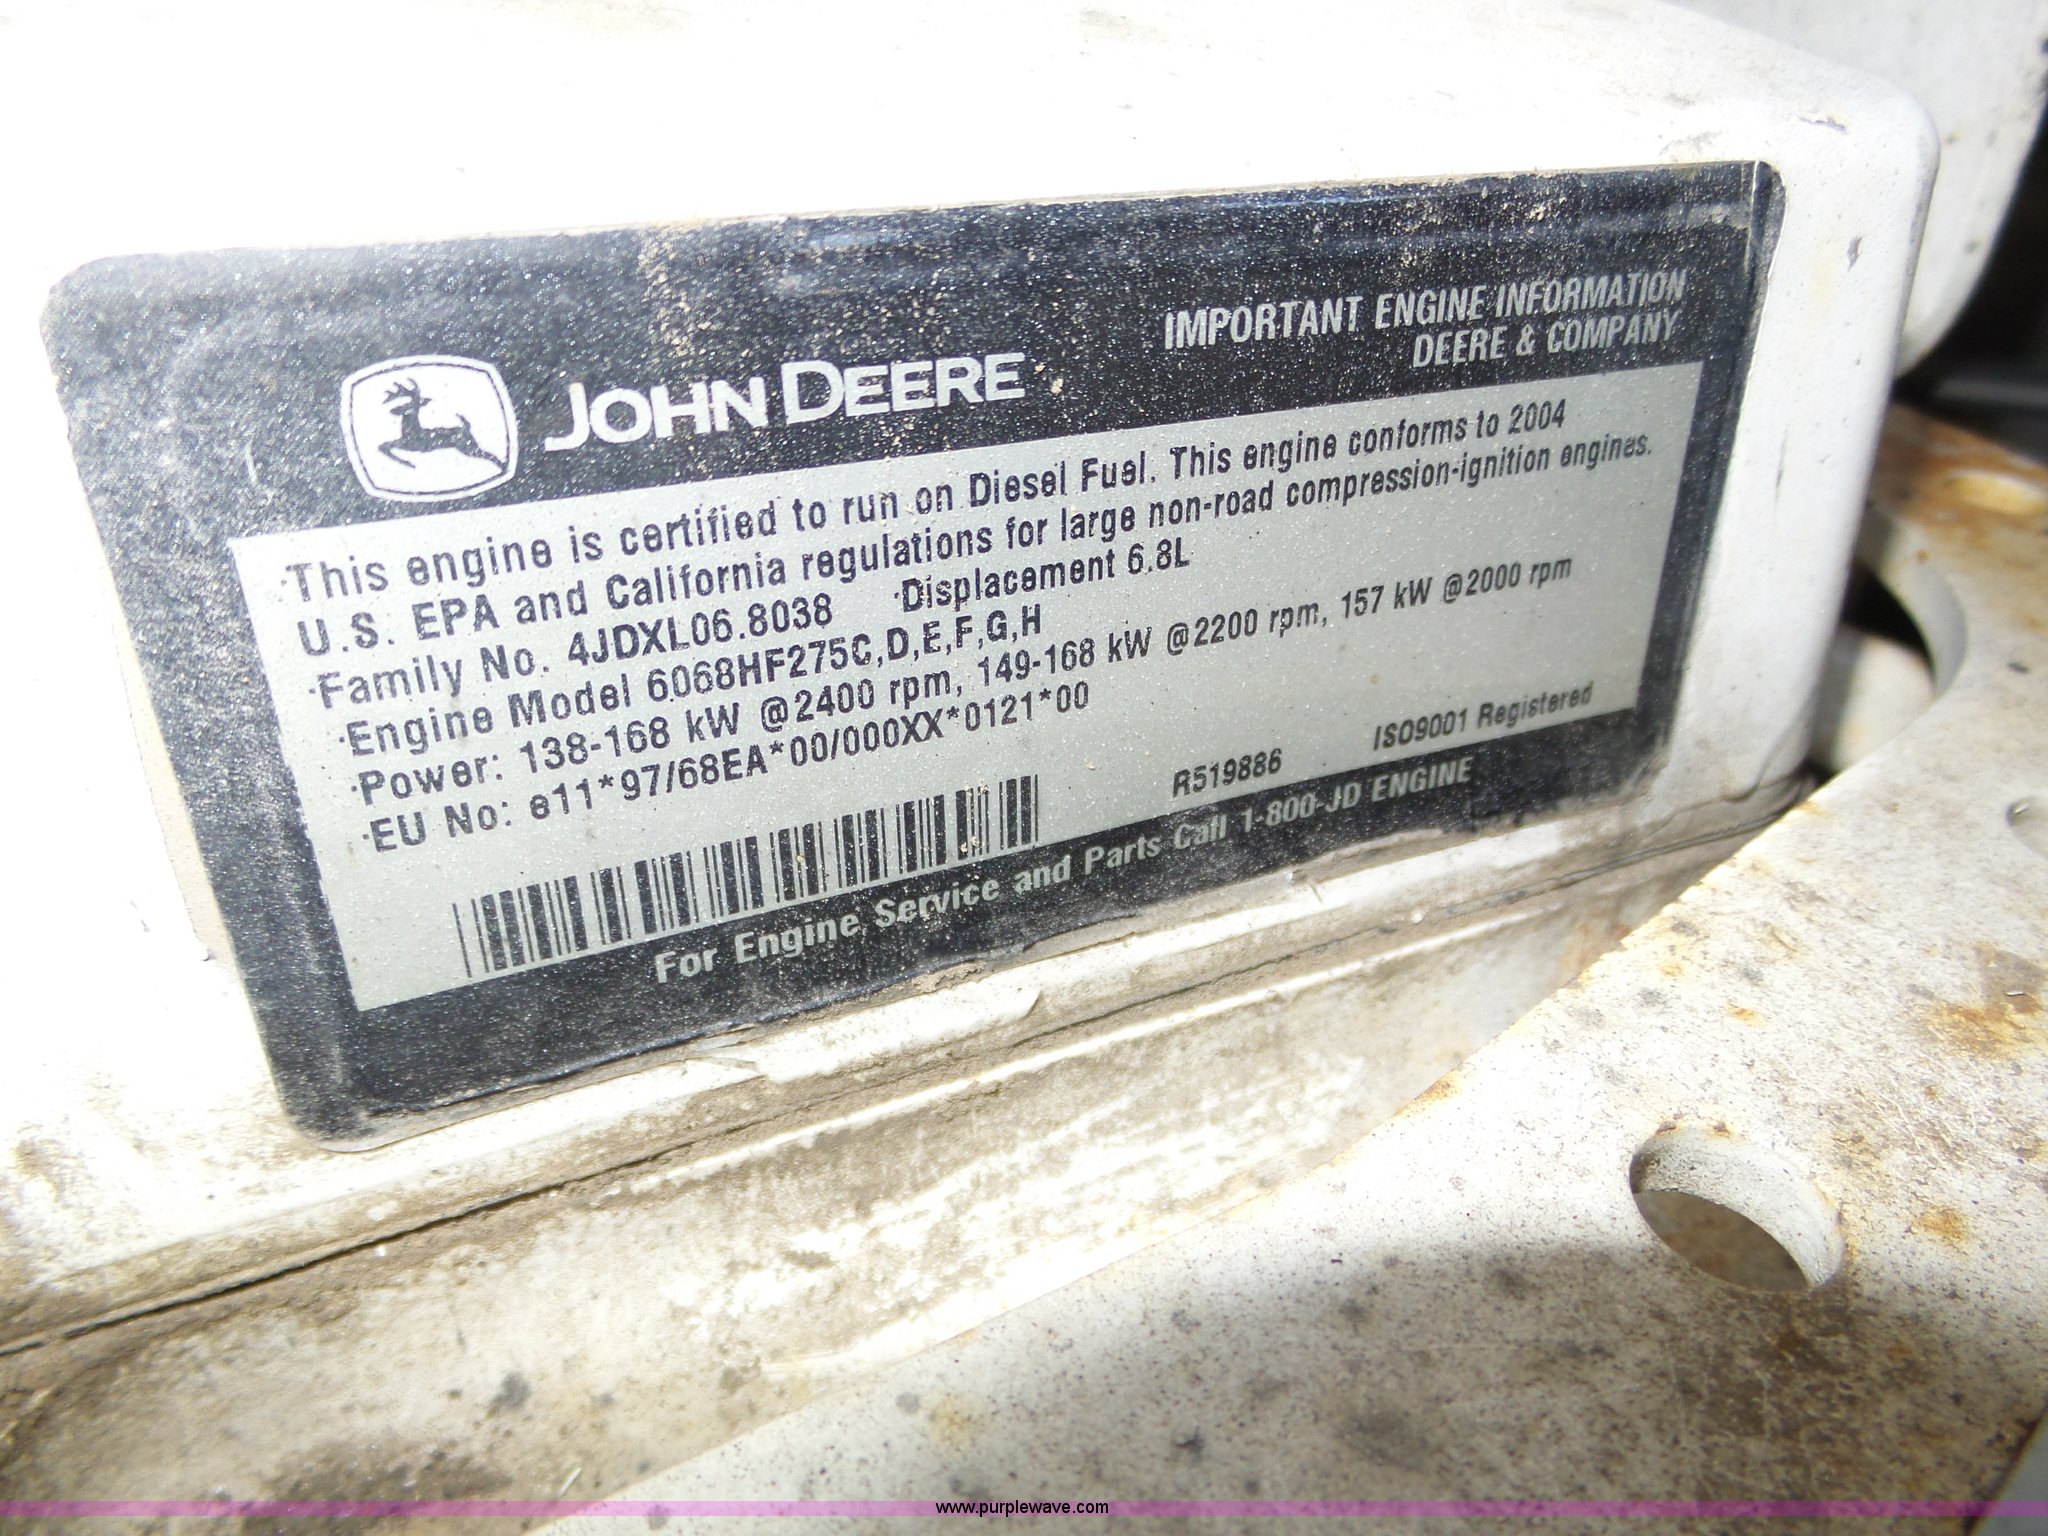 IMPORTANT ENGINE INFORMATION
DEERE & COMPANY
JOHN DEERE
·This engine is certified to run on Diesel Fuel. This engine conforms to 2004
U.S. EPA and California regulations for large non-road compression-ignition engines.
·Family No. 4JDXL06.8038 ·Displacement 6.8L
·Engine Model 6068HF275C,D,E,F,G,H
·Power: 138-168 kW @2400 rpm, 149-168 kW @2200 rpm, 157 kW @2000 rpm
·EU No: e11*97/68EA*00/000XX*0121*00
R519886 ISO9001 Registered
For Engine Service and Parts Call 1-800-JD ENGINE
www.purplewave.com